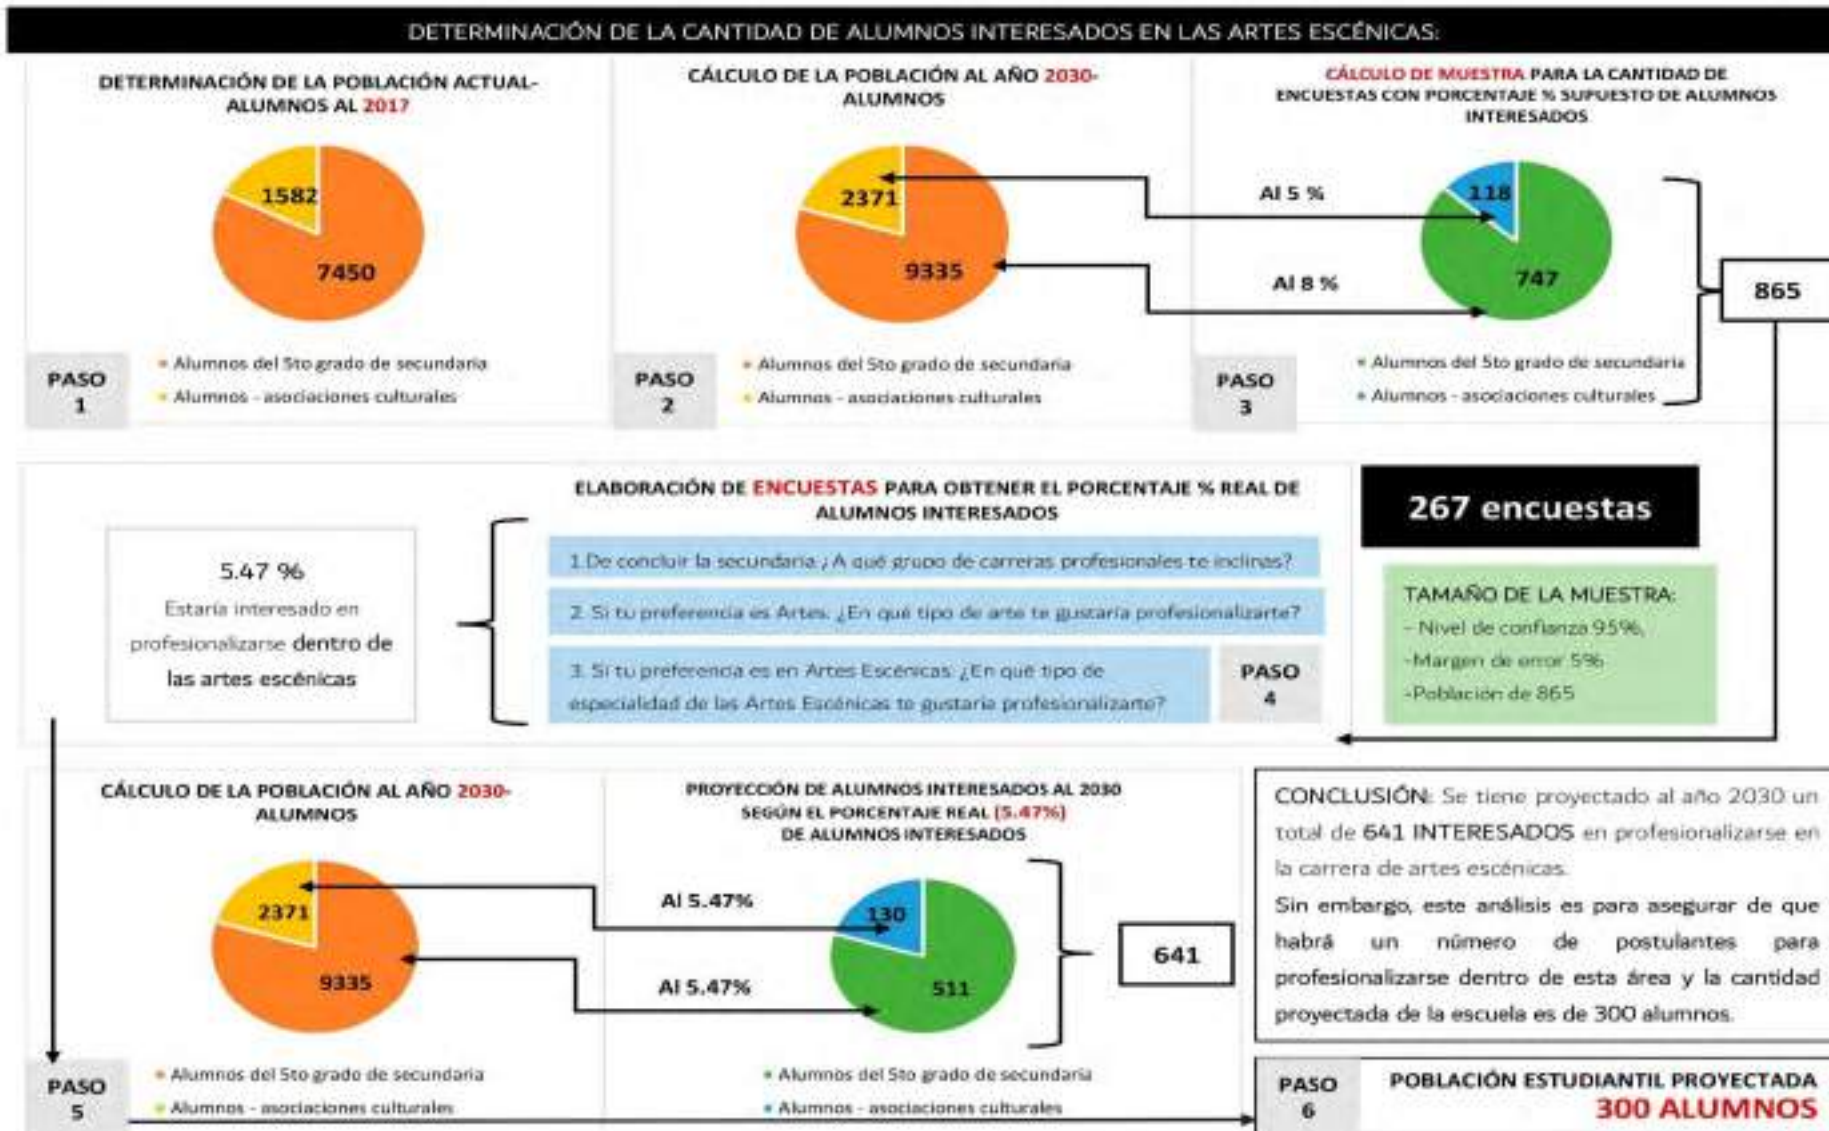 DETERMINACIÓN DE LA CANTIDAD DE ALUMNOS INTERESADOS EN LAS ARTES ESCÉNICAS:
DETERMINACIÓN DE LA POBLACIÓN ACTUAL-
ALUMNOS AL 2017
1582
7450
Alumnos del 5to grado de secundaria
Alumnos - asociaciones culturales
PASO
1
CÁLCULO DE LA POBLACIÓN AL AÑO 2030-
ALUMNOS
2371
9335
Alumnos del 5to grado de secundaria
Alumnos - asociaciones culturales
PASO
2
CÁLCULO DE MUESTRA PARA LA CANTIDAD DE
ENCUESTAS CON PORCENTAJE % SUPUESTO DE ALUMNOS
INTERESADOS
Al 5 %
118
Al 8 %
747
865
Alumnos del 5to grado de secundaria
Alumnos - asociaciones culturales
PASO
3
ELABORACIÓN DE ENCUESTAS PARA OBTENER EL PORCENTAJE % REAL DE
ALUMNOS INTERESADOS
5.47 %
Estaría interesado en
profesionalizarse dentro de
las artes escénicas
1.De concluir la secundaria ¿A qué grupo de carreras profesionales te inclinas?
2. Si tu preferencia es Artes. ¿En qué tipo de arte te gustaría profesionalizarte?
3. Si tu preferencia es en Artes Escénicas. ¿En qué tipo de
especialidad de las Artes Escénicas te gustaría profesionalizarte?
PASO
4
267 encuestas
TAMAÑO DE LA MUESTRA:
- Nivel de confianza 95%,
-Margen de error 5%
-Población de 865
CÁLCULO DE LA POBLACIÓN AL AÑO 2030-
ALUMNOS
2371
9335
Alumnos del 5to grado de secundaria
Alumnos - asociaciones culturales
PASO
5
PROYECCIÓN DE ALUMNOS INTERESADOS AL 2030
SEGÚN EL PORCENTAJE REAL (5.47%)
DE ALUMNOS INTERESADOS
Al 5.47%
130
Al 5.47%
511
641
Alumnos del 5to grado de secundaria
Alumnos - asociaciones culturales
CONCLUSIÓN: Se tiene proyectado al año 2030 un
total de 641 INTERESADOS en profesionalizarse en
la carrera de artes escénicas.
Sin embargo, este análisis es para asegurar de que
habrá un número de postulantes para
profesionalizarse dentro de esta área y la cantidad
proyectada de la escuela es de 300 alumnos.
PASO
6
POBLACIÓN ESTUDIANTIL PROYECTADA
300 ALUMNOS